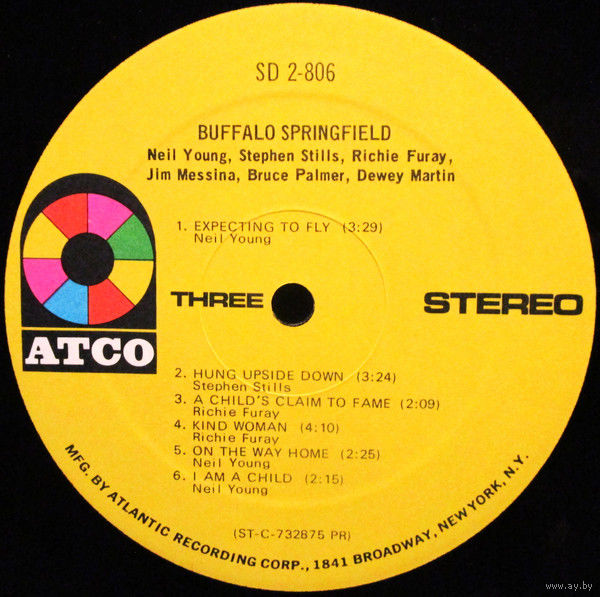 SD 2-806
BUFFALO SPRINGFIELD
Neil Young, Stephen Stills, Richie Furay,
Jim Messina, Bruce Palmer, Dewey Martin
1. EXPECTING TO FLY (3:29)
Neil Young
THREE
STEREO
ATCO
2. HUNG UPSIDE DOWN (3:24)
Stephen Stills
3. A CHILD'S CLAIM TO FAME (2:09)
Richie Furay
4. KIND WOMAN (4:10)
Richie Furay
5. ON THE WAY HOME (2:25)
Neil Young
6. I AM A CHILD (2:15)
Neil Young
(ST-C-732875 PR)
MFG. BY ATLANTIC RECORDING CORP., 1841 BROADWAY, NEW YORK, N.Y.
www.ay.by